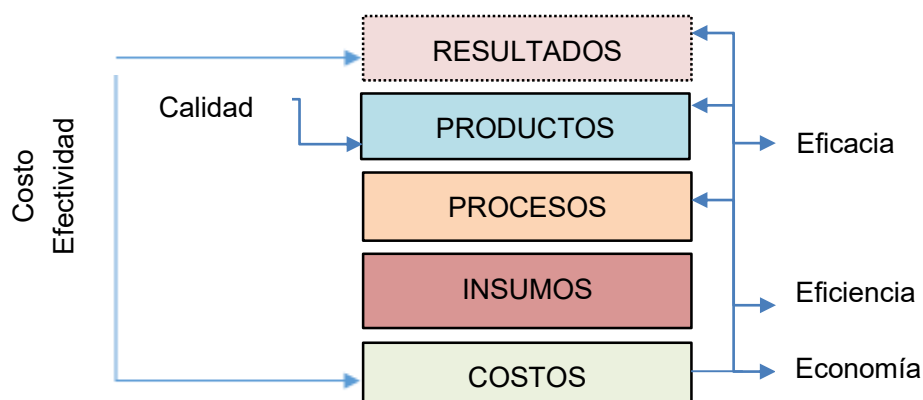 RESULTADOS
Calidad
PRODUCTOS
Eficacia
Costo
Efectividad
PROCESOS
INSUMOS
Eficiencia
COSTOS
Economía